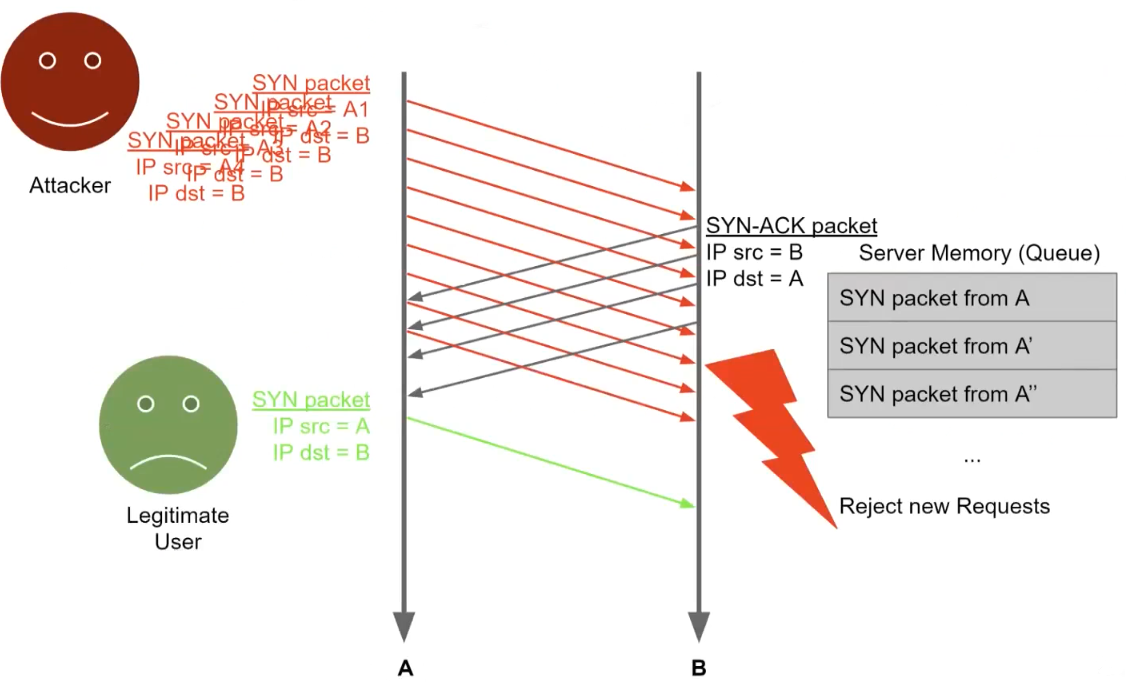 SYN packet
IP src = A1
IP dst = B
SYN packet
IP src = A2
IP dst = B
SYN packet
IP src = A3
IP dst = B
SYN packet
IP src = A4
IP dst = B
Attacker
SYN-ACK packet
IP src = B
IP dst = A
Server Memory (Queue)
SYN packet from A
SYN packet from A’
SYN packet from A’’
...
Reject new Requests
SYN packet
IP src = A
IP dst = B
Legitimate
User
A
B